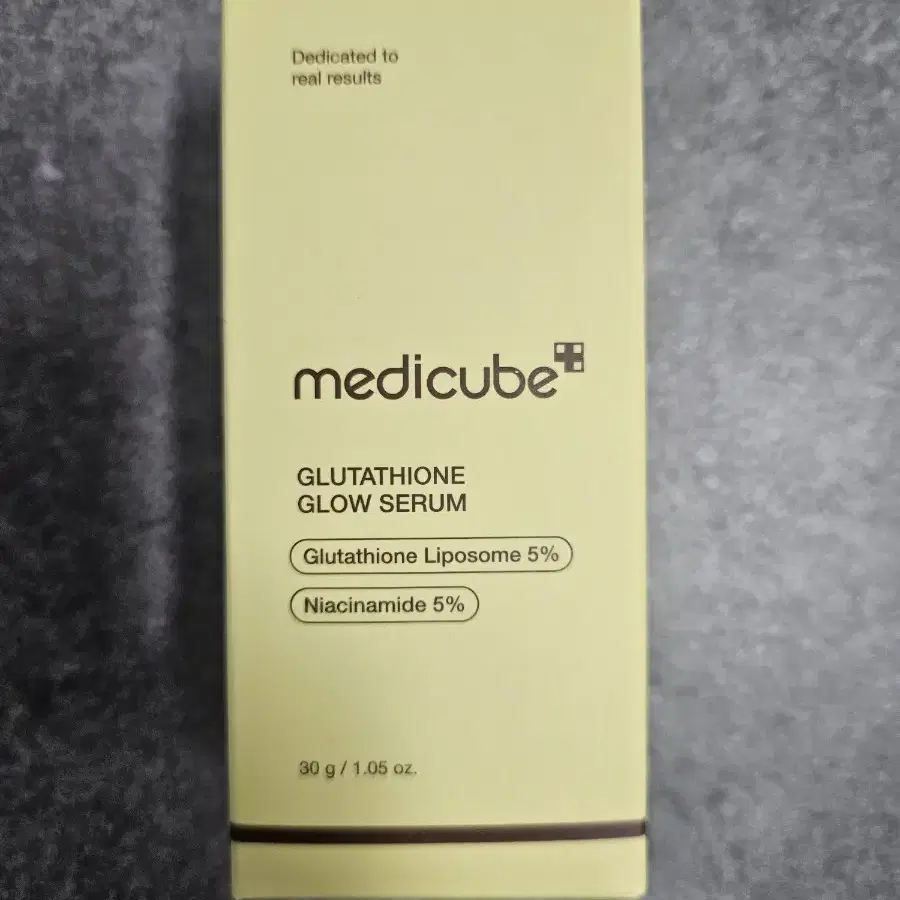 Dedicated to
real results
medicube
GLUTATHIONE
GLOW SERUM
Glutathione Liposome 5%
Niacinamide 5%
30 g / 1.05 oz.